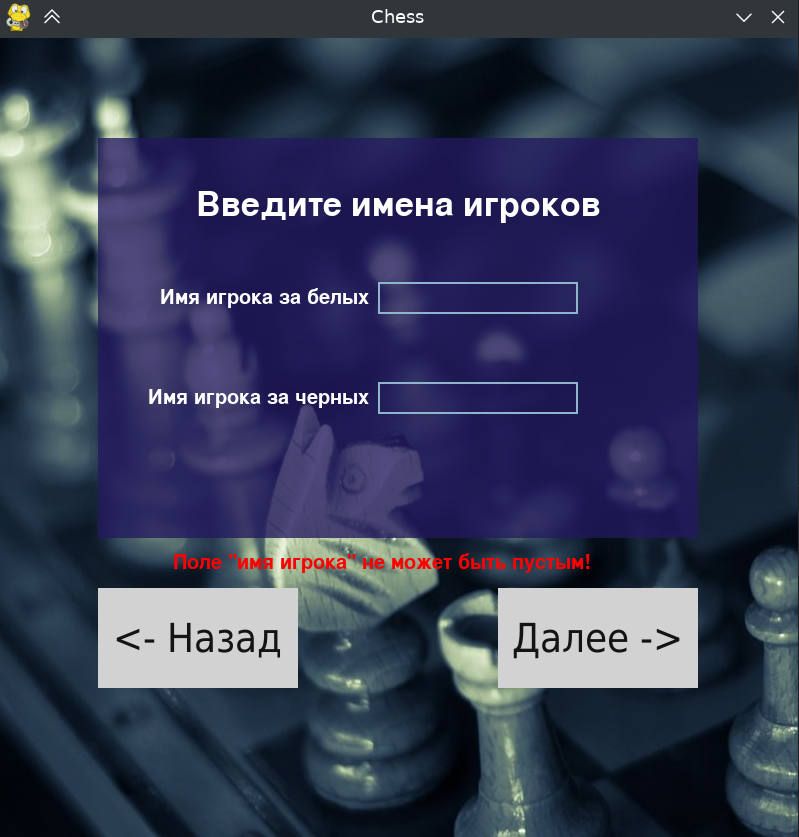 Chess
Введите имена игроков
Имя игрока за белых
Имя игрока за черных
Поле "имя игрока" не может быть пустым!
<- Назад
Далее ->